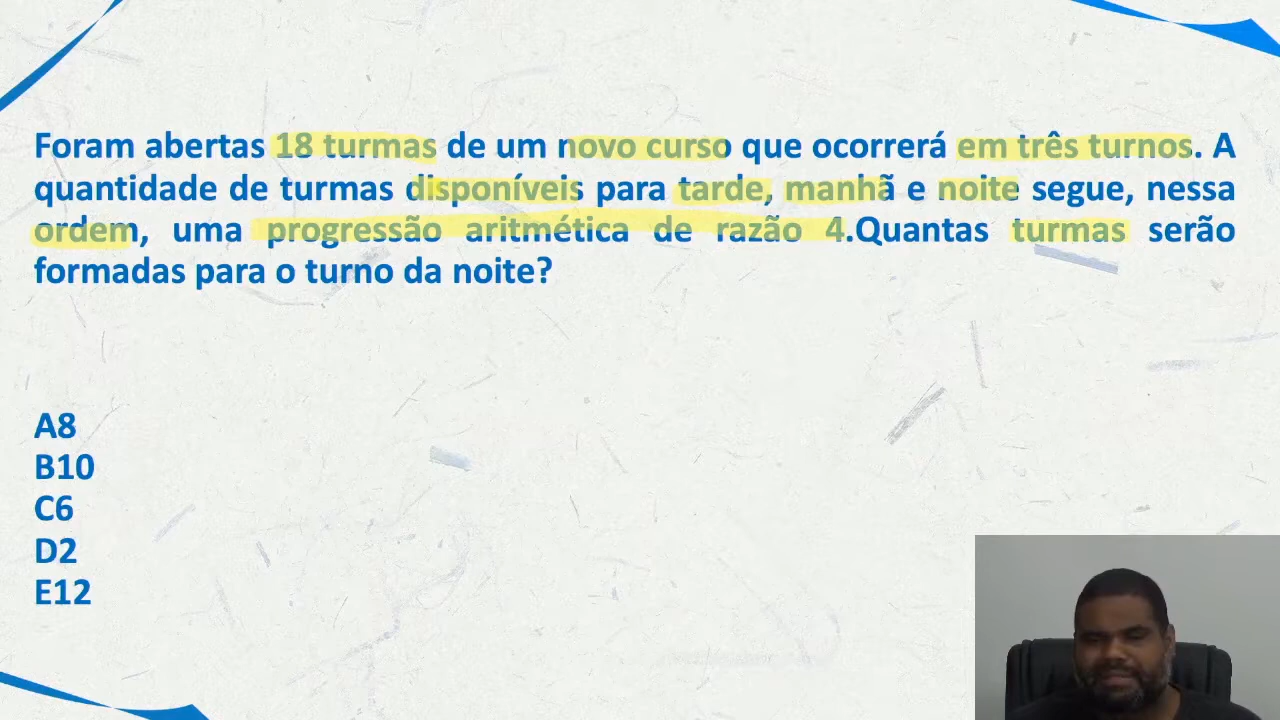 Foram abertas 18 turmas de um novo curso que ocorrerá em três turnos. A
quantidade de turmas disponíveis para tarde, manhã e noite segue, nessa
ordem, uma progressão aritmética de razão 4.Quantas turmas serão
formadas para o turno da noite?
A8
B10
C6
D2
E12